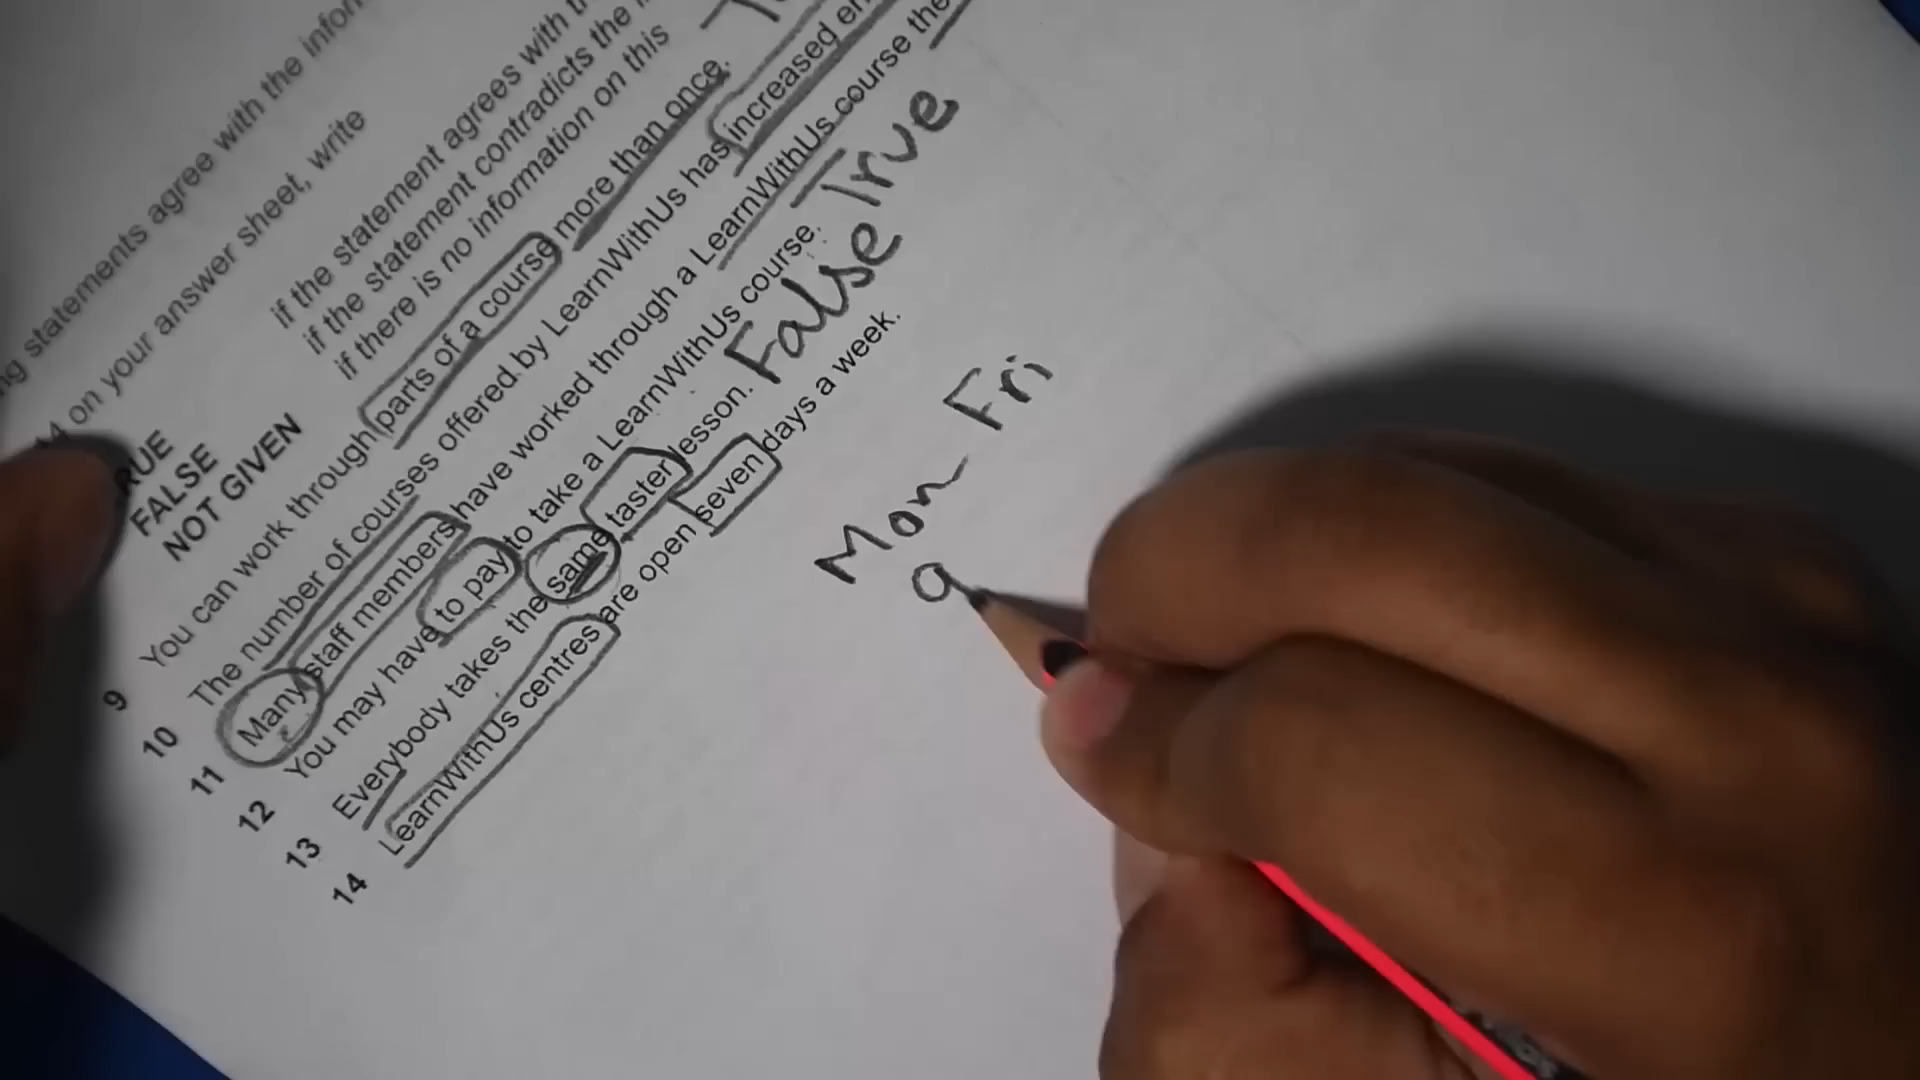 statements agree with the
on your answer sheet, write
RUE if the statement agrees with
FALSE if the statement contradicts the
NOT GIVEN if there is no information on this
9 You can work through parts of a course more than once.
10 The number of courses offered by LearnWithUs has increased
11 Many staff members have worked through a LearnWithUs course
12 You may have to pay to take a LearnWithUs course. True
13 Everybody takes the same taster lesson. False
14 LearnWithUs centres are open seven days a week.
Mon - Fri